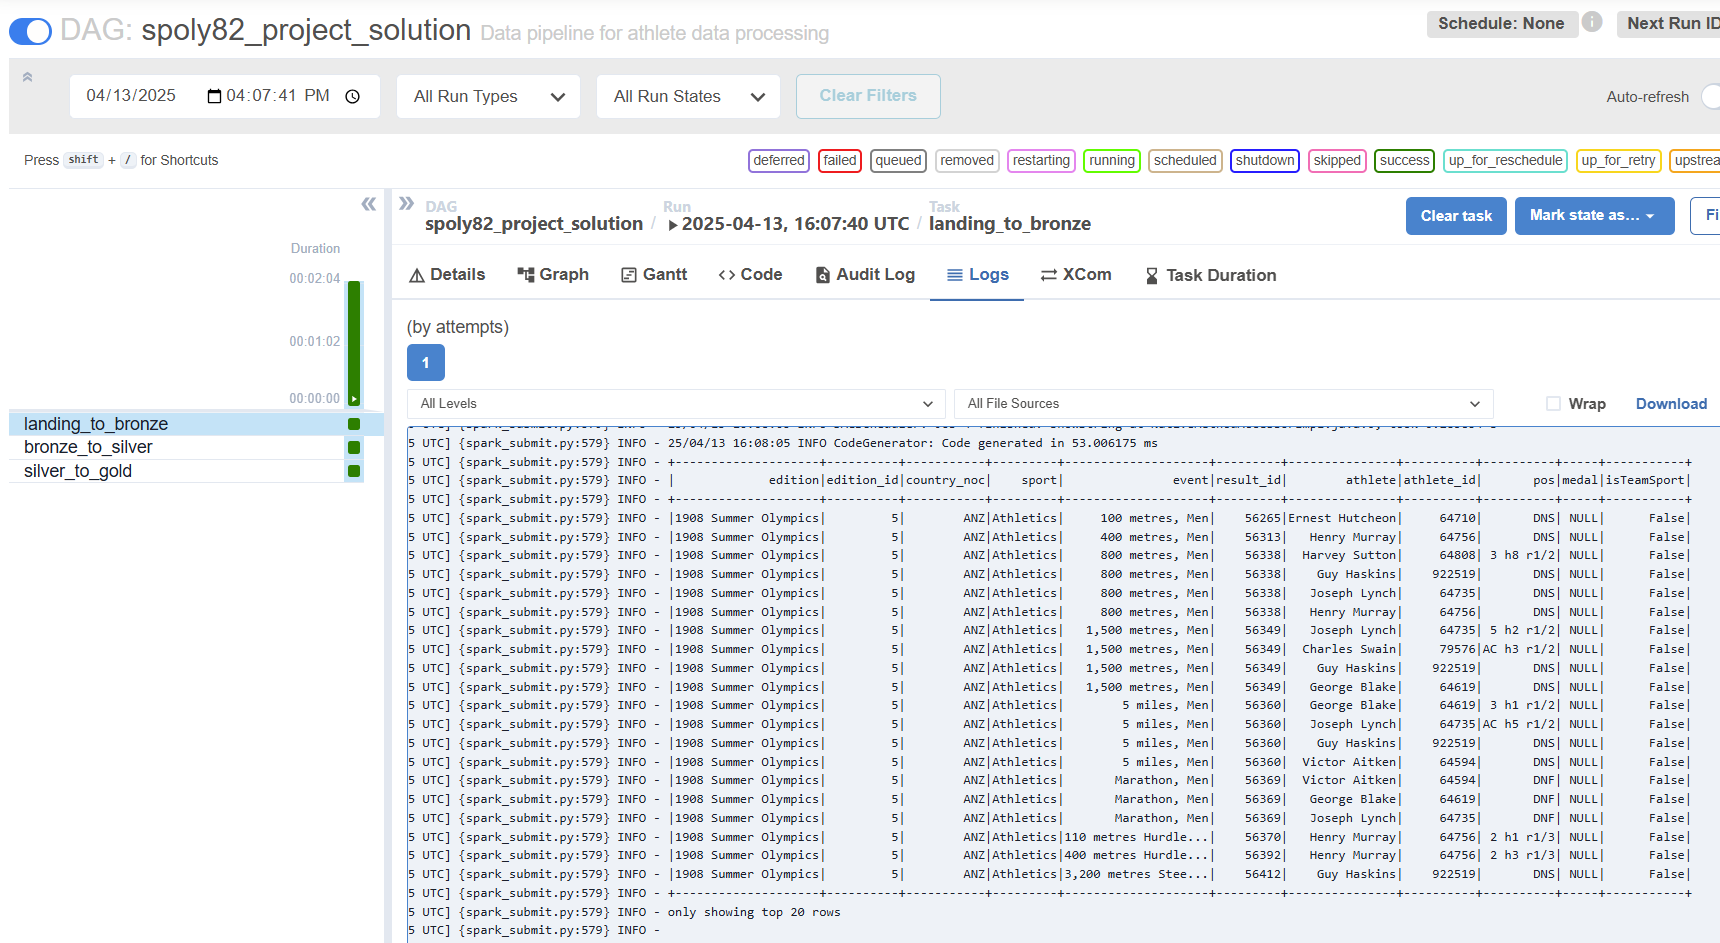 DAG: spoly82_project_solution Data pipeline for athlete data processing
Schedule: None
Next Run ID
04/13/2025 04:07:41 PM
All Run Types
All Run States
Clear Filters
Auto-refresh
Press shift + / for Shortcuts
deferred failed queued removed restarting running scheduled shutdown skipped success up_for_reschedule up_for_retry upstrea
DAG
spoly82_project_solution
/
Run
2025-04-13, 16:07:40 UTC
/
Task
landing_to_bronze
Clear task
Mark state as...
Fi
Duration
00:02:04
00:01:02
00:00:00
landing_to_bronze
bronze_to_silver
silver_to_gold
Details Graph Gantt Code Audit Log Logs XCom Task Duration
(by attempts)
1
All Levels
All File Sources
Wrap
Download
5 UTC] {spark_submit.py:579} INFO - 25/04/13 16:08:05 INFO CodeGenerator: Code generated in 53.006175 ms
5 UTC] {spark_submit.py:579} INFO - +--------------------+----------+-----------+---------+--------------------+---------+---------------+----------+----------+-----+-----------+
5 UTC] {spark_submit.py:579} INFO - |             edition|edition_id|country_noc|    sport|               event|result_id|        athlete|athlete_id|       pos|medal|isTeamSport|
5 UTC] {spark_submit.py:579} INFO - +--------------------+----------+-----------+---------+--------------------+---------+---------------+----------+----------+-----+-----------+
5 UTC] {spark_submit.py:579} INFO - |1908 Summer Olympics|         5|        ANZ|Athletics|     100 metres, Men|    56265|Ernest Hutcheon|     64710|       DNS| NULL|      False|
5 UTC] {spark_submit.py:579} INFO - |1908 Summer Olympics|         5|        ANZ|Athletics|     400 metres, Men|    56313|   Henry Murray|     64756|       DNS| NULL|      False|
5 UTC] {spark_submit.py:579} INFO - |1908 Summer Olympics|         5|        ANZ|Athletics|     800 metres, Men|    56338|  Harvey Sutton|     64808| 3 h8 r1/2| NULL|      False|
5 UTC] {spark_submit.py:579} INFO - |1908 Summer Olympics|         5|        ANZ|Athletics|     800 metres, Men|    56338|    Guy Haskins|    922519|       DNS| NULL|      False|
5 UTC] {spark_submit.py:579} INFO - |1908 Summer Olympics|         5|        ANZ|Athletics|     800 metres, Men|    56338|   Joseph Lynch|     64735|       DNS| NULL|      False|
5 UTC] {spark_submit.py:579} INFO - |1908 Summer Olympics|         5|        ANZ|Athletics|     800 metres, Men|    56338|   Henry Murray|     64756|       DNS| NULL|      False|
5 UTC] {spark_submit.py:579} INFO - |1908 Summer Olympics|         5|        ANZ|Athletics|   1,500 metres, Men|    56349|   Joseph Lynch|     64735| 5 h2 r1/2| NULL|      False|
5 UTC] {spark_submit.py:579} INFO - |1908 Summer Olympics|         5|        ANZ|Athletics|   1,500 metres, Men|    56349|  Charles Swain|     79576|AC h3 r1/2| NULL|      False|
5 UTC] {spark_submit.py:579} INFO - |1908 Summer Olympics|         5|        ANZ|Athletics|   1,500 metres, Men|    56349|    Guy Haskins|    922519|       DNS| NULL|      False|
5 UTC] {spark_submit.py:579} INFO - |1908 Summer Olympics|         5|        ANZ|Athletics|   1,500 metres, Men|    56349|   George Blake|     64619|       DNS| NULL|      False|
5 UTC] {spark_submit.py:579} INFO - |1908 Summer Olympics|         5|        ANZ|Athletics|        5 miles, Men|    56360|   George Blake|     64619| 3 h1 r1/2| NULL|      False|
5 UTC] {spark_submit.py:579} INFO - |1908 Summer Olympics|         5|        ANZ|Athletics|        5 miles, Men|    56360|   Joseph Lynch|     64735|AC h5 r1/2| NULL|      False|
5 UTC] {spark_submit.py:579} INFO - |1908 Summer Olympics|         5|        ANZ|Athletics|        5 miles, Men|    56360|    Guy Haskins|    922519|       DNS| NULL|      False|
5 UTC] {spark_submit.py:579} INFO - |1908 Summer Olympics|         5|        ANZ|Athletics|        5 miles, Men|    56360|  Victor Aitken|     64594|       DNS| NULL|      False|
5 UTC] {spark_submit.py:579} INFO - |1908 Summer Olympics|         5|        ANZ|Athletics|       Marathon, Men|    56369|  Victor Aitken|     64594|       DNF| NULL|      False|
5 UTC] {spark_submit.py:579} INFO - |1908 Summer Olympics|         5|        ANZ|Athletics|       Marathon, Men|    56369|   George Blake|     64619|       DNF| NULL|      False|
5 UTC] {spark_submit.py:579} INFO - |1908 Summer Olympics|         5|        ANZ|Athletics|       Marathon, Men|    56369|   Joseph Lynch|     64735|       DNF| NULL|      False|
5 UTC] {spark_submit.py:579} INFO - |1908 Summer Olympics|         5|        ANZ|Athletics|110 metres Hurdle...|    56370|   Henry Murray|     64756| 2 h1 r1/3| NULL|      False|
5 UTC] {spark_submit.py:579} INFO - |1908 Summer Olympics|         5|        ANZ|Athletics|400 metres Hurdle...|    56392|   Henry Murray|     64756| 2 h3 r1/3| NULL|      False|
5 UTC] {spark_submit.py:579} INFO - |1908 Summer Olympics|         5|        ANZ|Athletics|3,200 metres Stee...|    56412|    Guy Haskins|    922519|       DNS| NULL|      False|
5 UTC] {spark_submit.py:579} INFO - +--------------------+----------+-----------+---------+--------------------+---------+---------------+----------+----------+-----+-----------+
5 UTC] {spark_submit.py:579} INFO - only showing top 20 rows
5 UTC] {spark_submit.py:579} INFO -